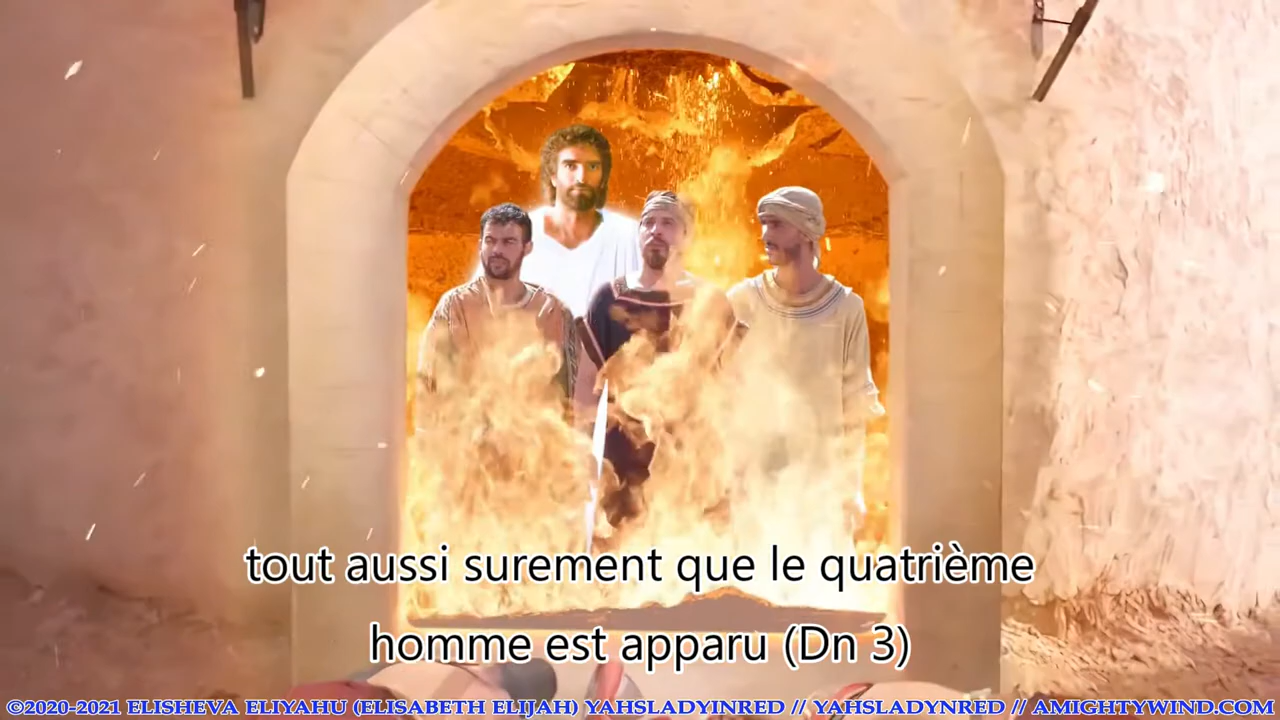 tout aussi surement que le quatrième
homme est apparu (Dn 3)
©2020-2021 ELISHEVA ELIYAHU (ELISABETH ELIJAH) YAHSLADYINRED // YAHSLADYNRED // AMIGHTYWIND.COM